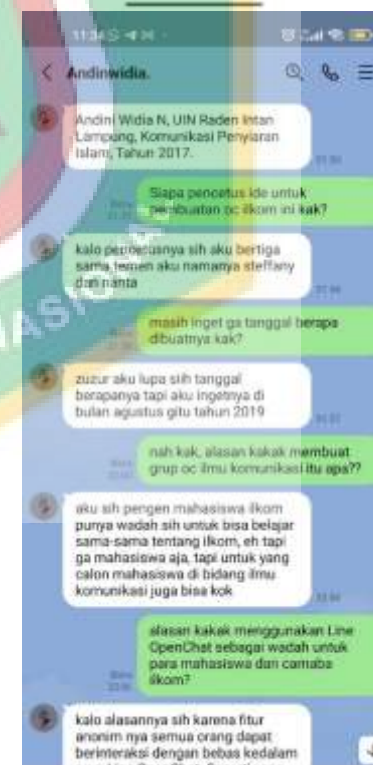 11:34
Andinwidia.
Andini Widia N, UIN Raden Intan
Lampung, Komunikasi Penyiaran
Islam, Tahun 2017.
Siapa pencetus ide untuk
pembuatan oc ilkom ini kak?
kalo pencetusnya sih aku bertiga
sama temen aku namanya steffany
dan nanta
masih inget ga tanggal berapa
dibuatnya kak?
zuzur aku lupa sih tanggal
berapanya tapi aku ingetnya di
bulan agustus gitu tahun 2019
nah kak, alasan kakak membuat
grup oc ilmu komunikasi itu apa??
aku sih pengen mahasiswa ilkom
punya wadah sih untuk bisa belajar
sama-sama tentang ilkom, eh tapi
ga mahasiswa aja, tapi untuk yang
calon mahasiswa di bidang ilmu
komunikasi juga bisa kok
alasan kakak menggunakan Line
OpenChat sebagai wadah untuk
para mahasiswa dan camaba
ilkom?
kalo alasannya sih karena fitur
anonim nya semua orang dapat
berinteraksi dengan bebas kedalam